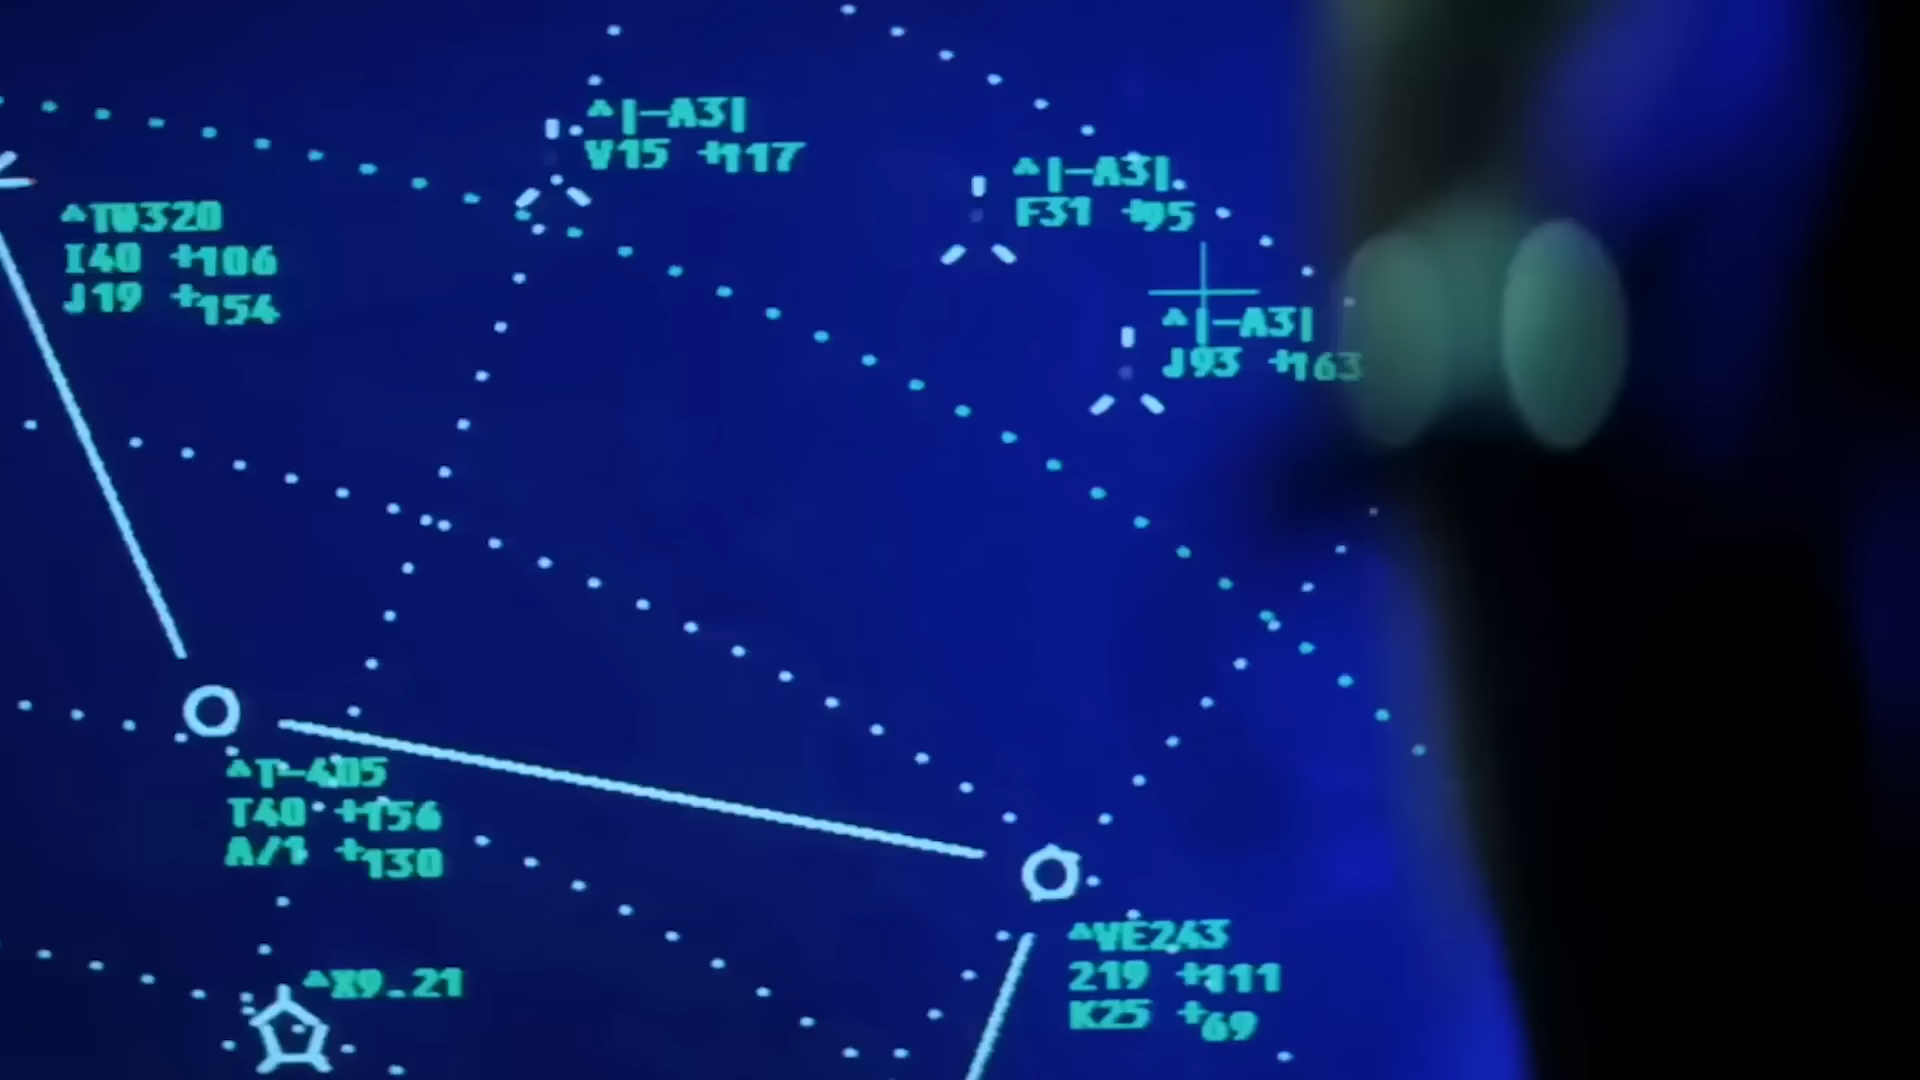 ^|-A3|
V15 +117
^|-A3|
F31 +95
^TW320
I40 +106
J19 +154
^|-A3|
J93 +163
^T-405
T40 +156
A/1 +130
^VE243
219 +111
K25 +69
^X9.21